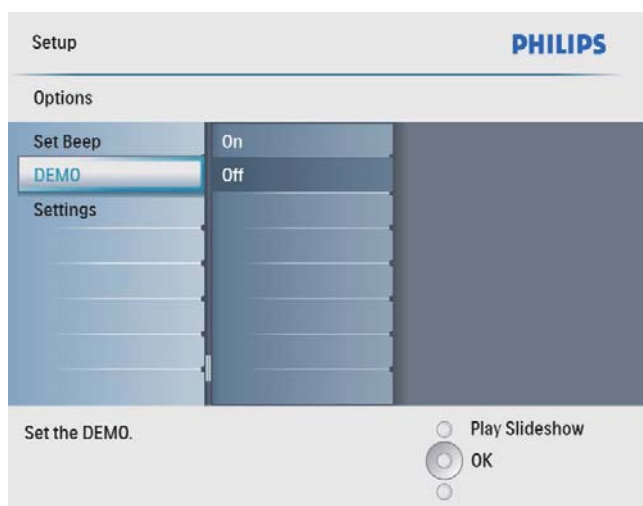 Setup
PHILIPS
Options
Set Beep
On
DEMO
Off
Settings
Set the DEMO.
Play Slideshow
OK